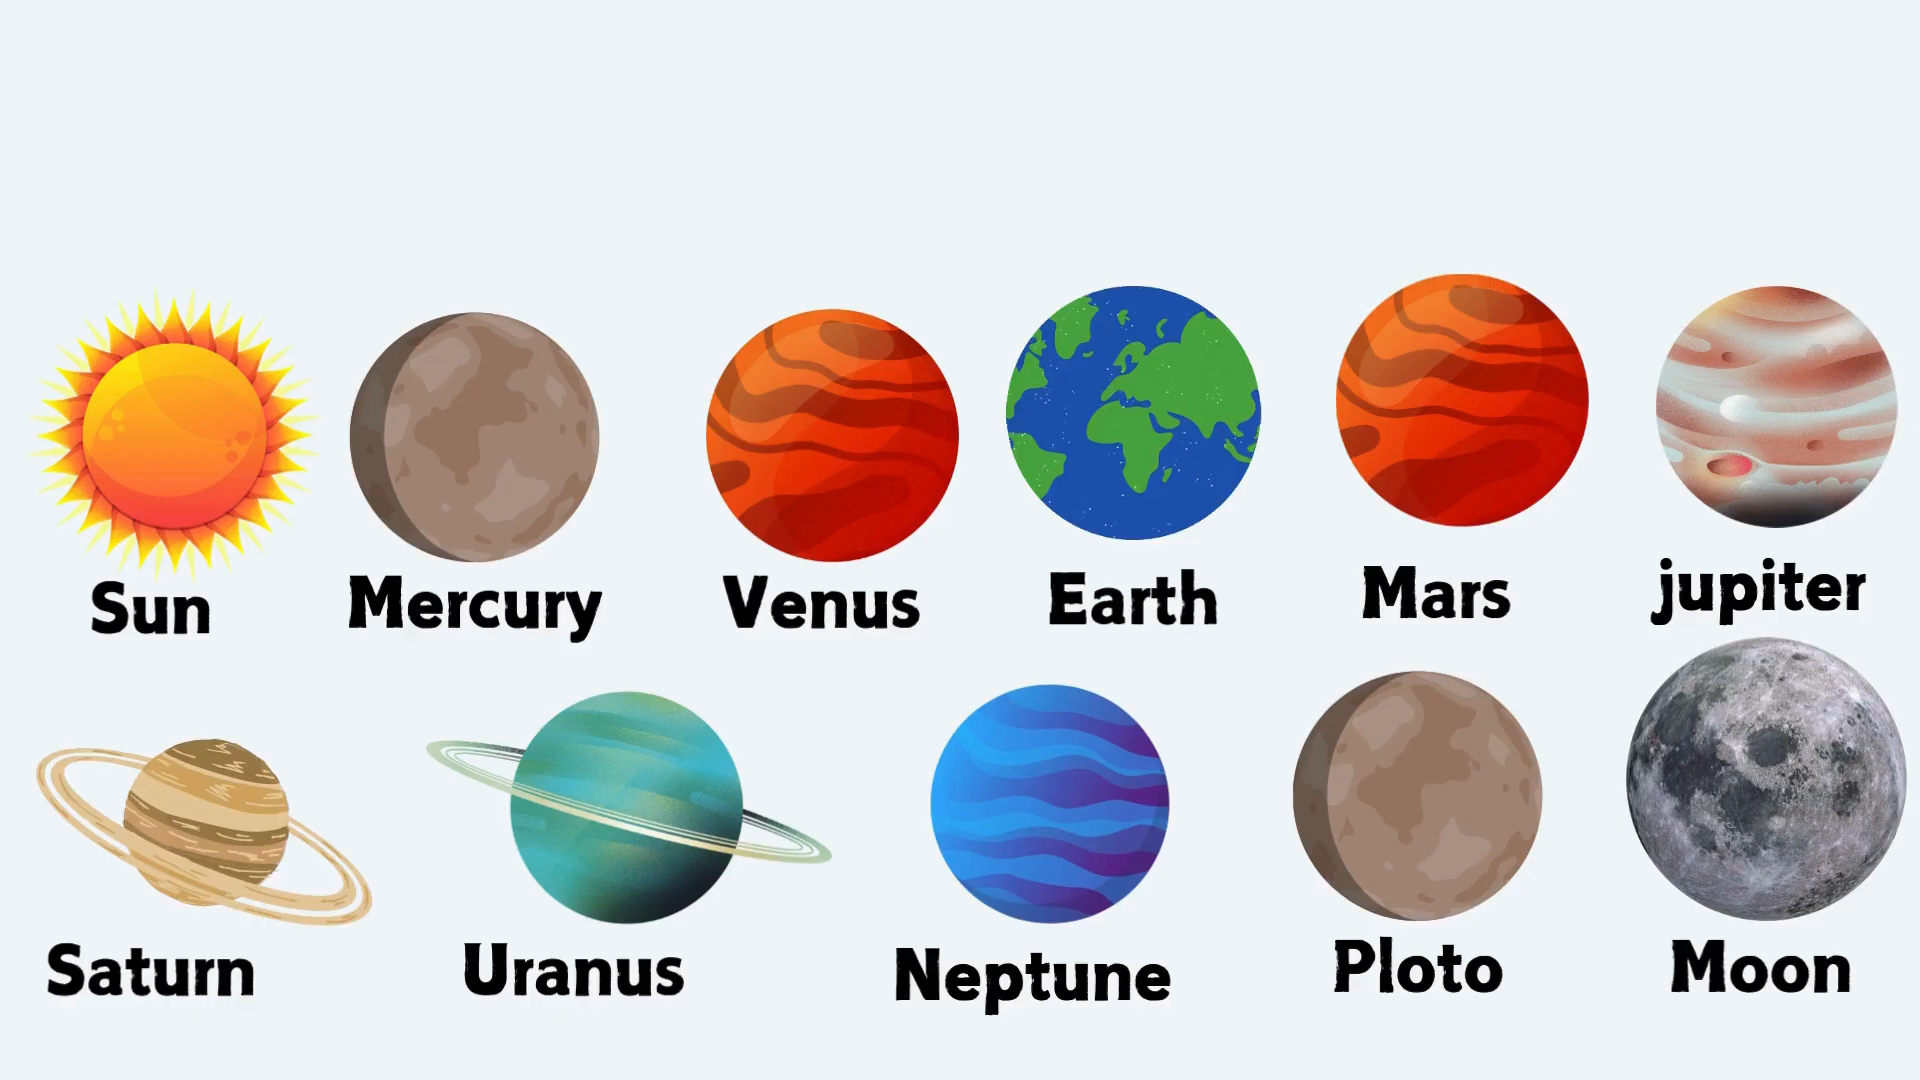 Sun
Mercury
Venus
Earth
Mars
jupiter
Saturn
Uranus
Neptune
Ploto
Moon